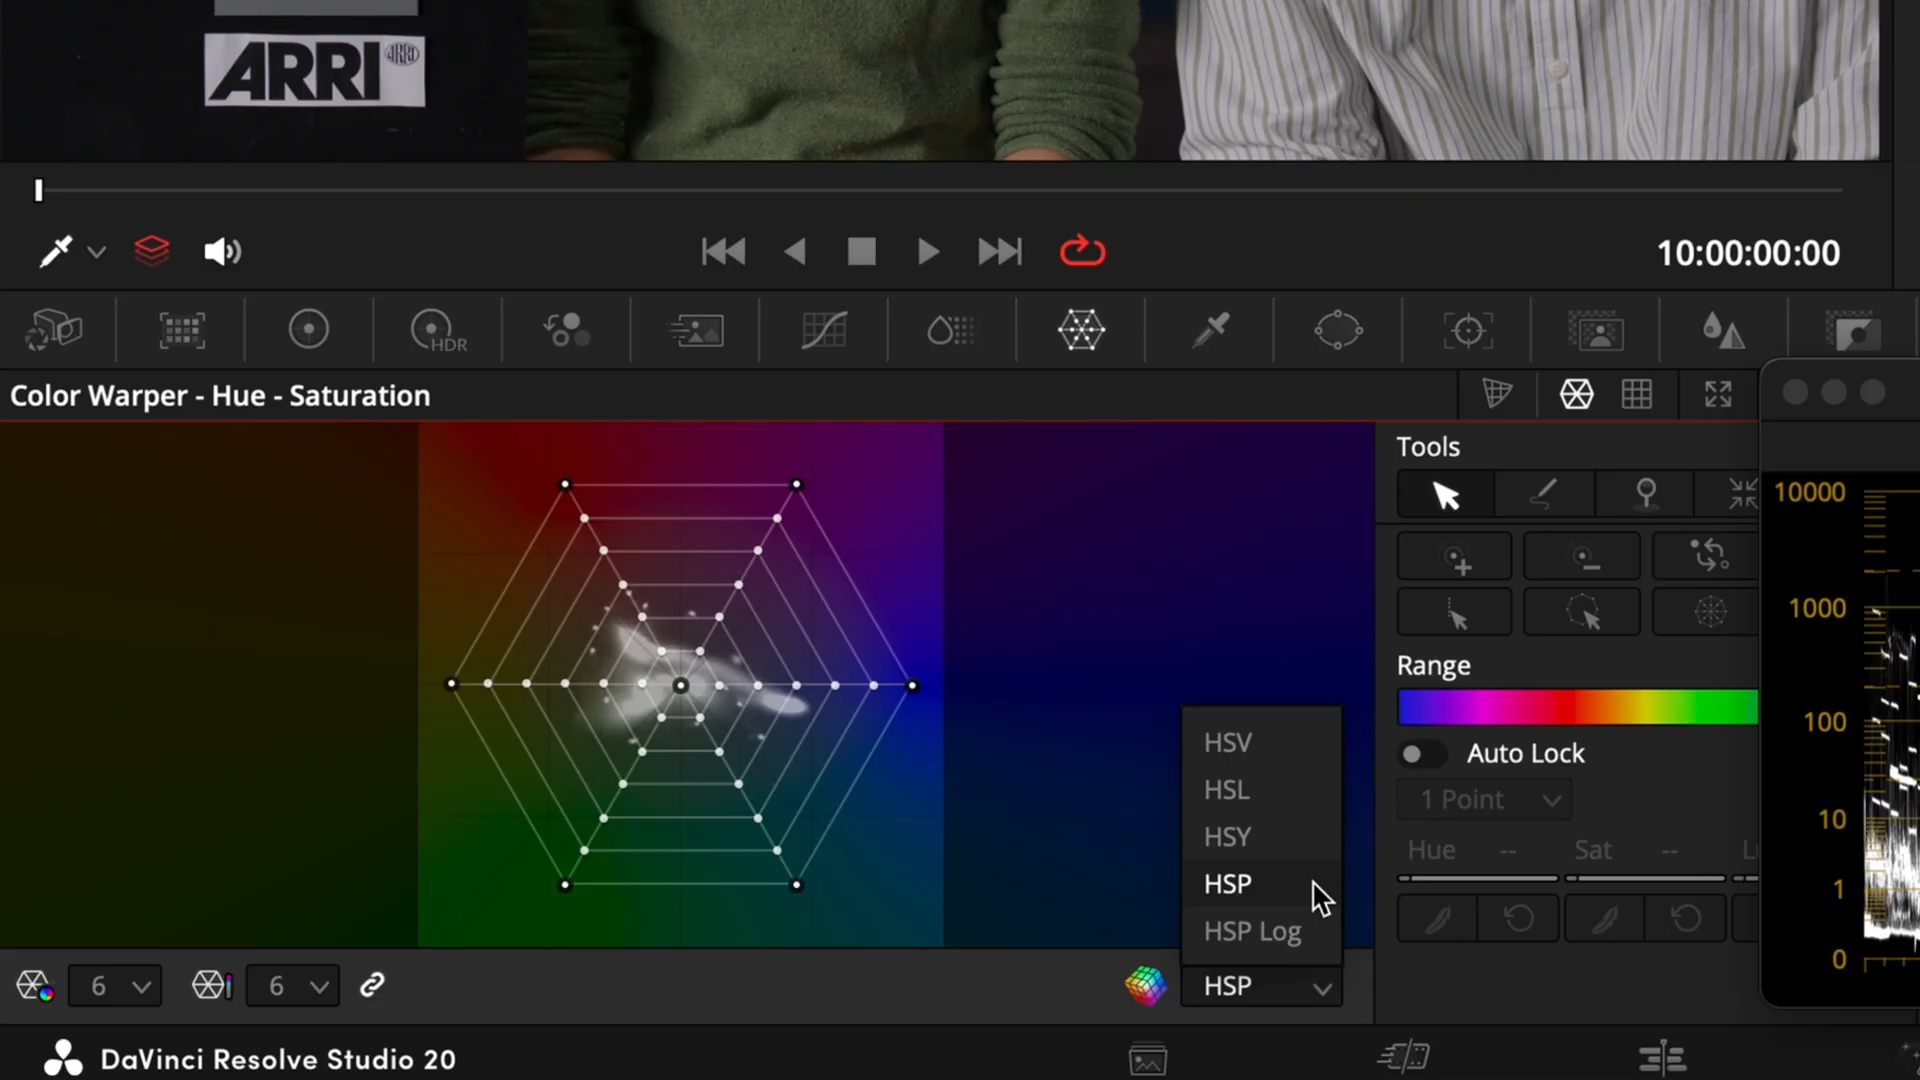 ARRI
ARRI
10:00:00:00
HDR
Color Warper - Hue - Saturation
Tools
10000
1000
Range
100
HSV
HSL
HSY
HSP
HSP Log
Auto Lock
1 Point
10
Hue -- Sat -- L
1
0
6
6
HSP
DaVinci Resolve Studio 20